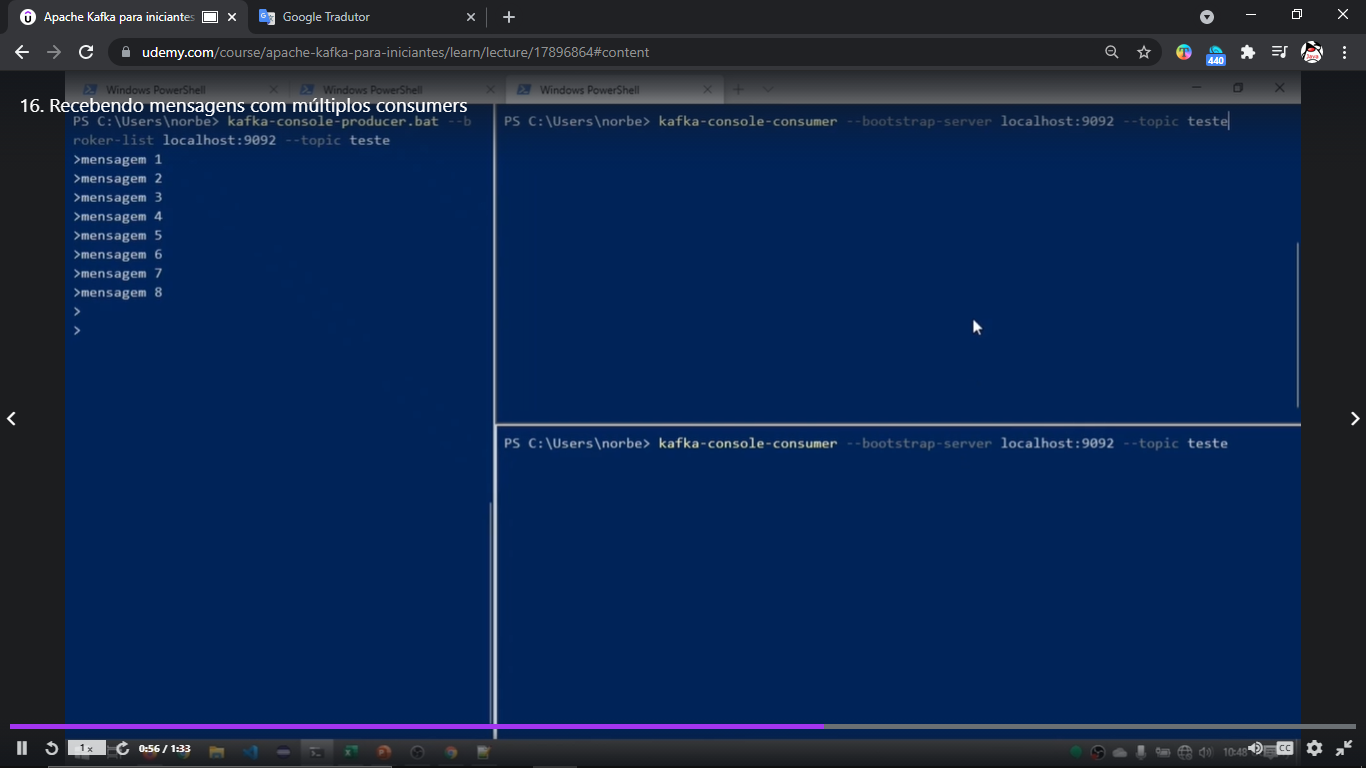 Apache Kafka para iniciantes
Google Tradutor
udemy.com/course/apache-kafka-para-iniciantes/learn/lecture/17896864#content
440
Windows PowerShell
Windows PowerShell
Windows PowerShell
16. Recebendo mensagens com múltiplos consumers
PS C:\Users\norbe> kafka-console-producer.bat --b
roker-list localhost:9092 --topic teste
>mensagem 1
>mensagem 2
>mensagem 3
>mensagem 4
>mensagem 5
>mensagem 6
>mensagem 7
>mensagem 8
>
>
PS C:\Users\norbe> kafka-console-consumer --bootstrap-server localhost:9092 --topic teste
PS C:\Users\norbe> kafka-console-consumer --bootstrap-server localhost:9092 --topic teste
1 x
0:56 / 1:33
10:48
CC